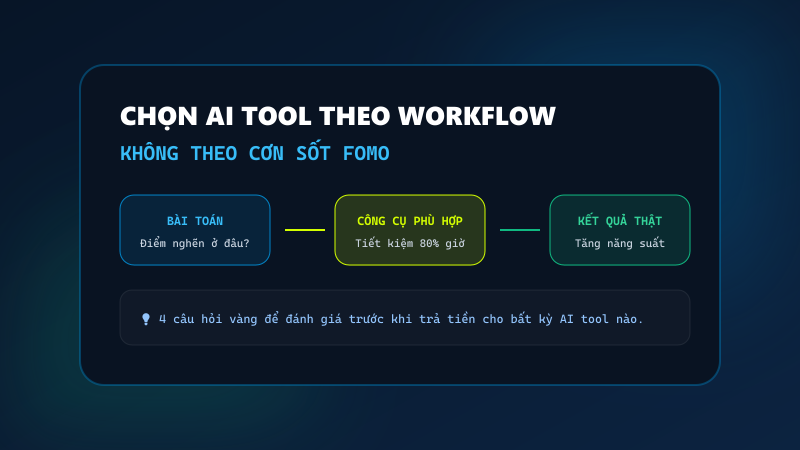 CHỌN AI TOOL THEO WORKFLOW
KHÔNG THEO CƠN SỐT FOMO
BÀI TOÁN
Điểm nghẽn ở đâu?
CÔNG CỤ PHÙ HỢP
Tiết kiệm 80% giờ
KẾT QUẢ THẬT
Tăng năng suất
4 câu hỏi vàng để đánh giá trước khi trả tiền cho bất kỳ AI tool nào.